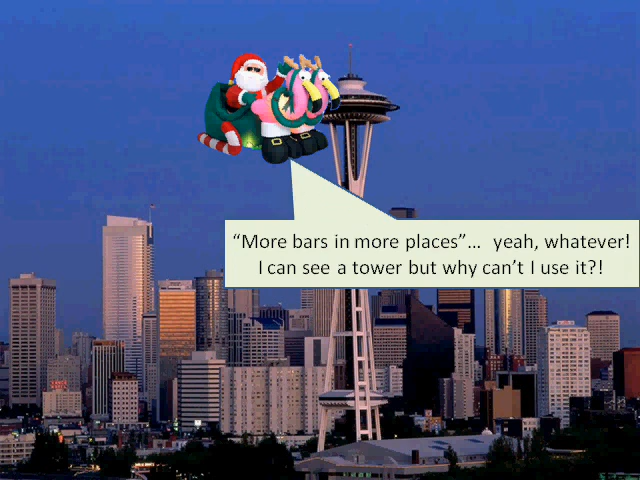 “More bars in more places”... yeah, whatever!
I can see a tower but why can’t I use it?!